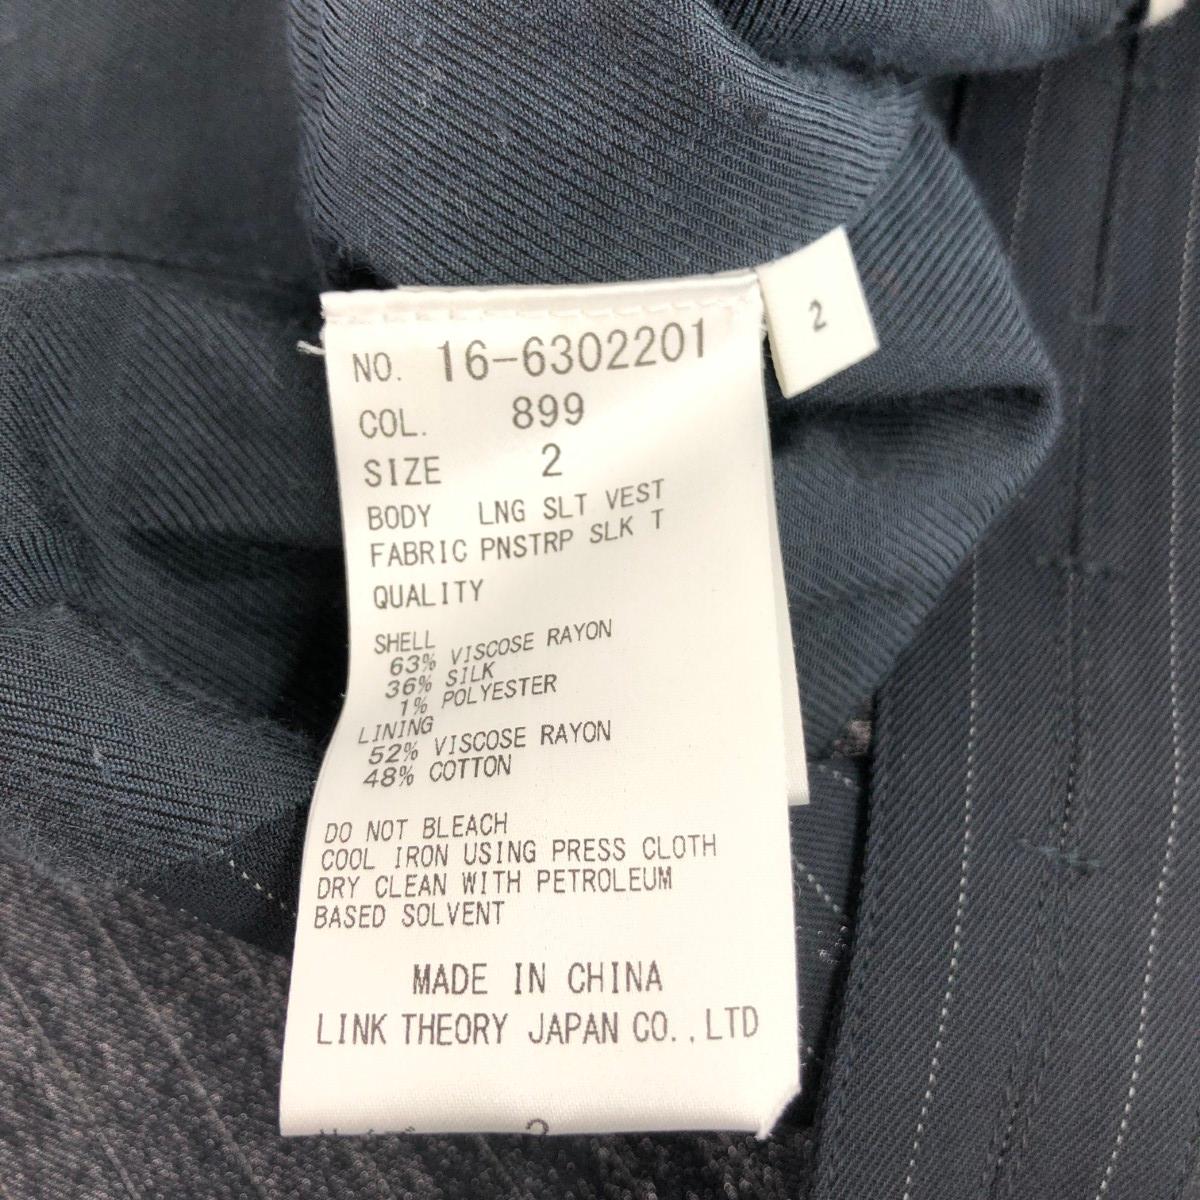 2
NO. 16-6302201
COL. 899
SIZE 2
BODY LNG SLT VEST
FABRIC PNSTRP SLK T
QUALITY
SHELL
63% VISCOSE RAYON
36% SILK
1% POLYESTER
LINING
52% VISCOSE RAYON
48% COTTON
DO NOT BLEACH
COOL IRON USING PRESS CLOTH
DRY CLEAN WITH PETROLEUM
BASED SOLVENT
MADE IN CHINA
LINK THEORY JAPAN CO., LTD